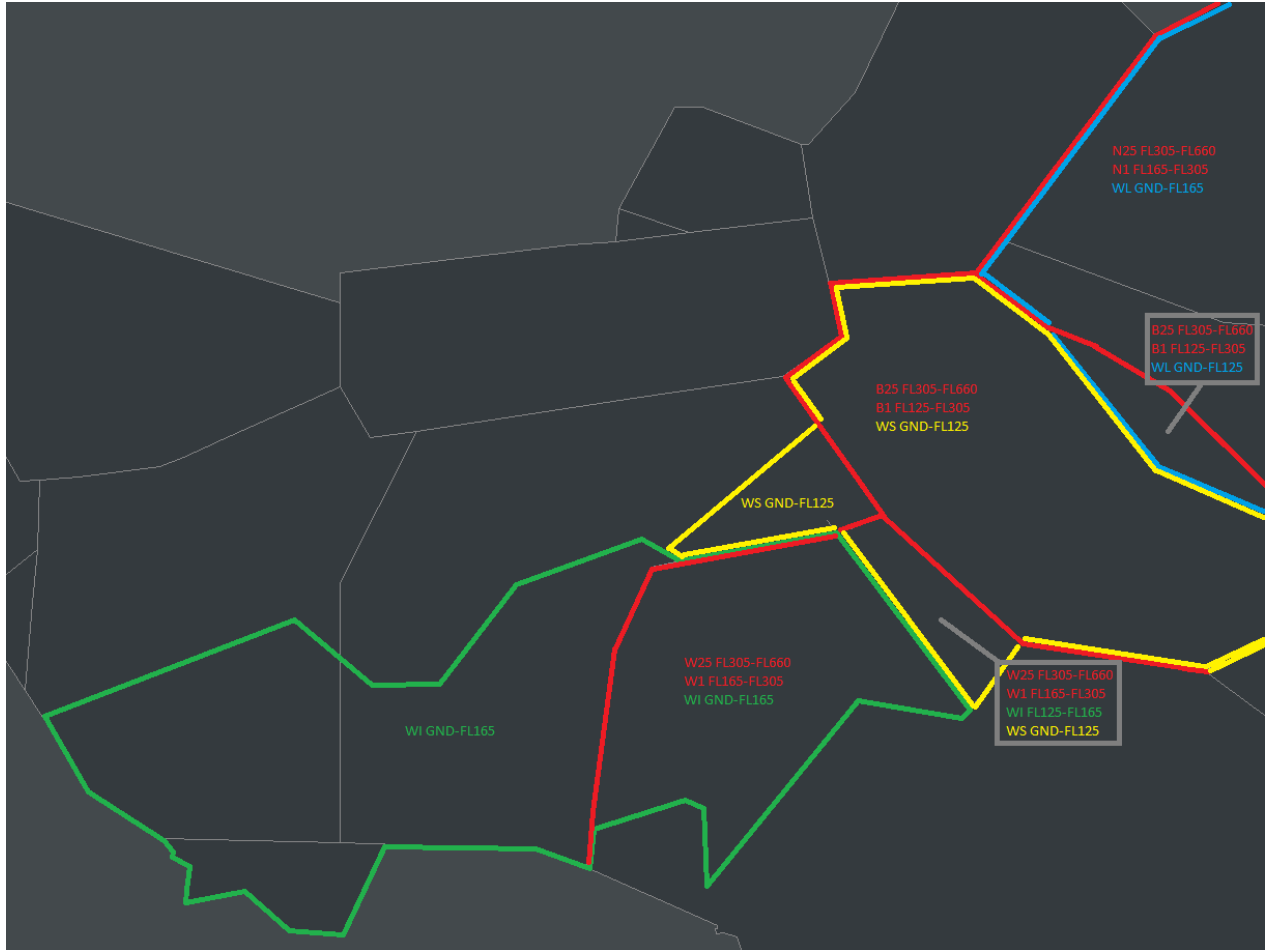 N25 FL305-FL660
N1 FL165-FL305
WL GND-FL165
B25 FL305-FL660
B1 FL125-FL305
WL GND-FL125
B25 FL305-FL660
B1 FL125-FL305
WS GND-FL125
WS GND-FL125
W25 FL305-FL660
W1 FL165-FL305
WI GND-FL165
W25 FL305-FL660
W1 FL165-FL305
WI FL125-FL165
WS GND-FL125
WI GND-FL165